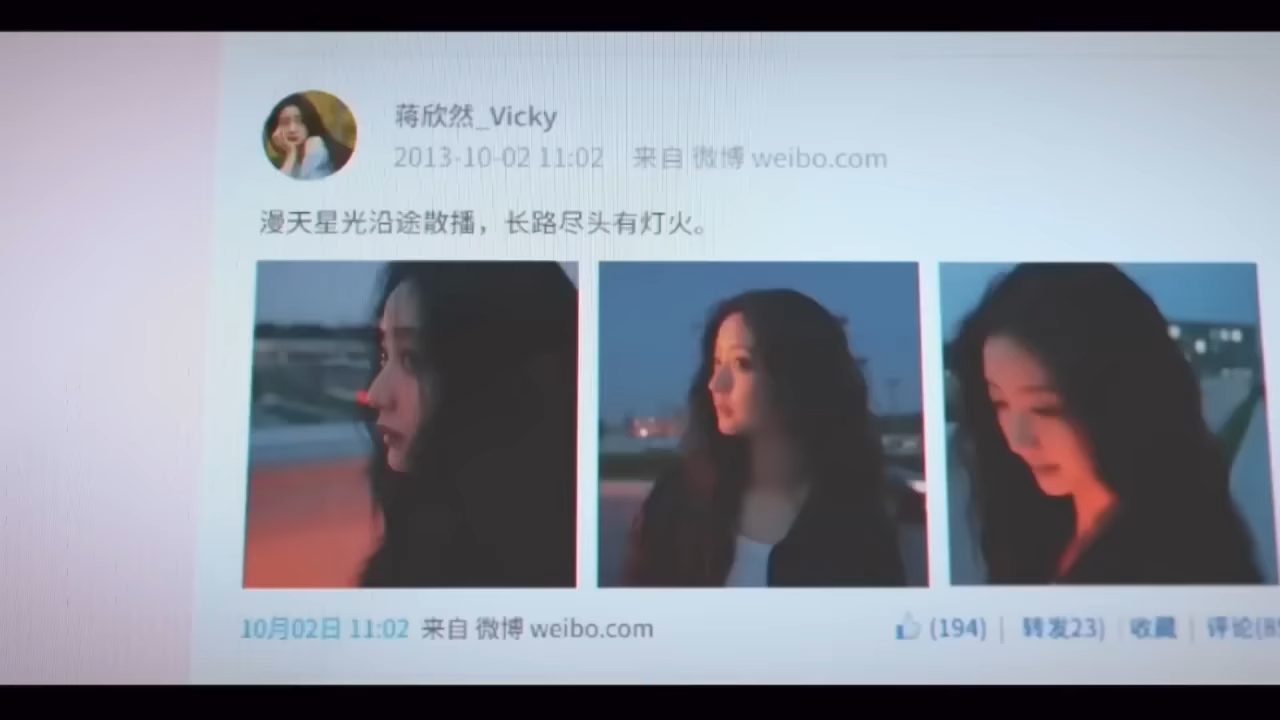 蒋欣然_Vicky
2013-10-02 11:02 来自 微博 weibo.com
漫天星光沿途散播，长路尽头有灯火。
10月02日 11:02 来自 微博 weibo.com
(194) | 转发23) | 收藏 | 评论(8